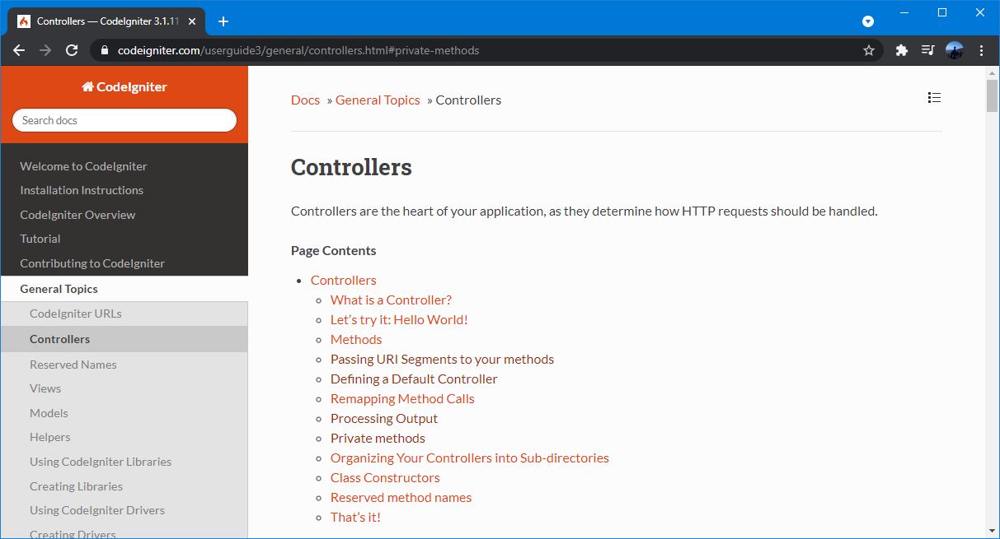 Controllers — CodeIgniter 3.1.11
codeigniter.com/userguide3/general/controllers.html#private-methods
CodeIgniter
Search docs
Welcome to CodeIgniter
Installation Instructions
CodeIgniter Overview
Tutorial
Contributing to CodeIgniter
General Topics
CodeIgniter URLs
Controllers
Reserved Names
Views
Models
Helpers
Using CodeIgniter Libraries
Creating Libraries
Using CodeIgniter Drivers
Creating Drivers
Docs » General Topics » Controllers
Controllers
Controllers are the heart of your application, as they determine how HTTP requests should be handled.
Page Contents
Controllers
What is a Controller?
Let’s try it: Hello World!
Methods
Passing URI Segments to your methods
Defining a Default Controller
Remapping Method Calls
Processing Output
Private methods
Organizing Your Controllers into Sub-directories
Class Constructors
Reserved method names
That’s it!